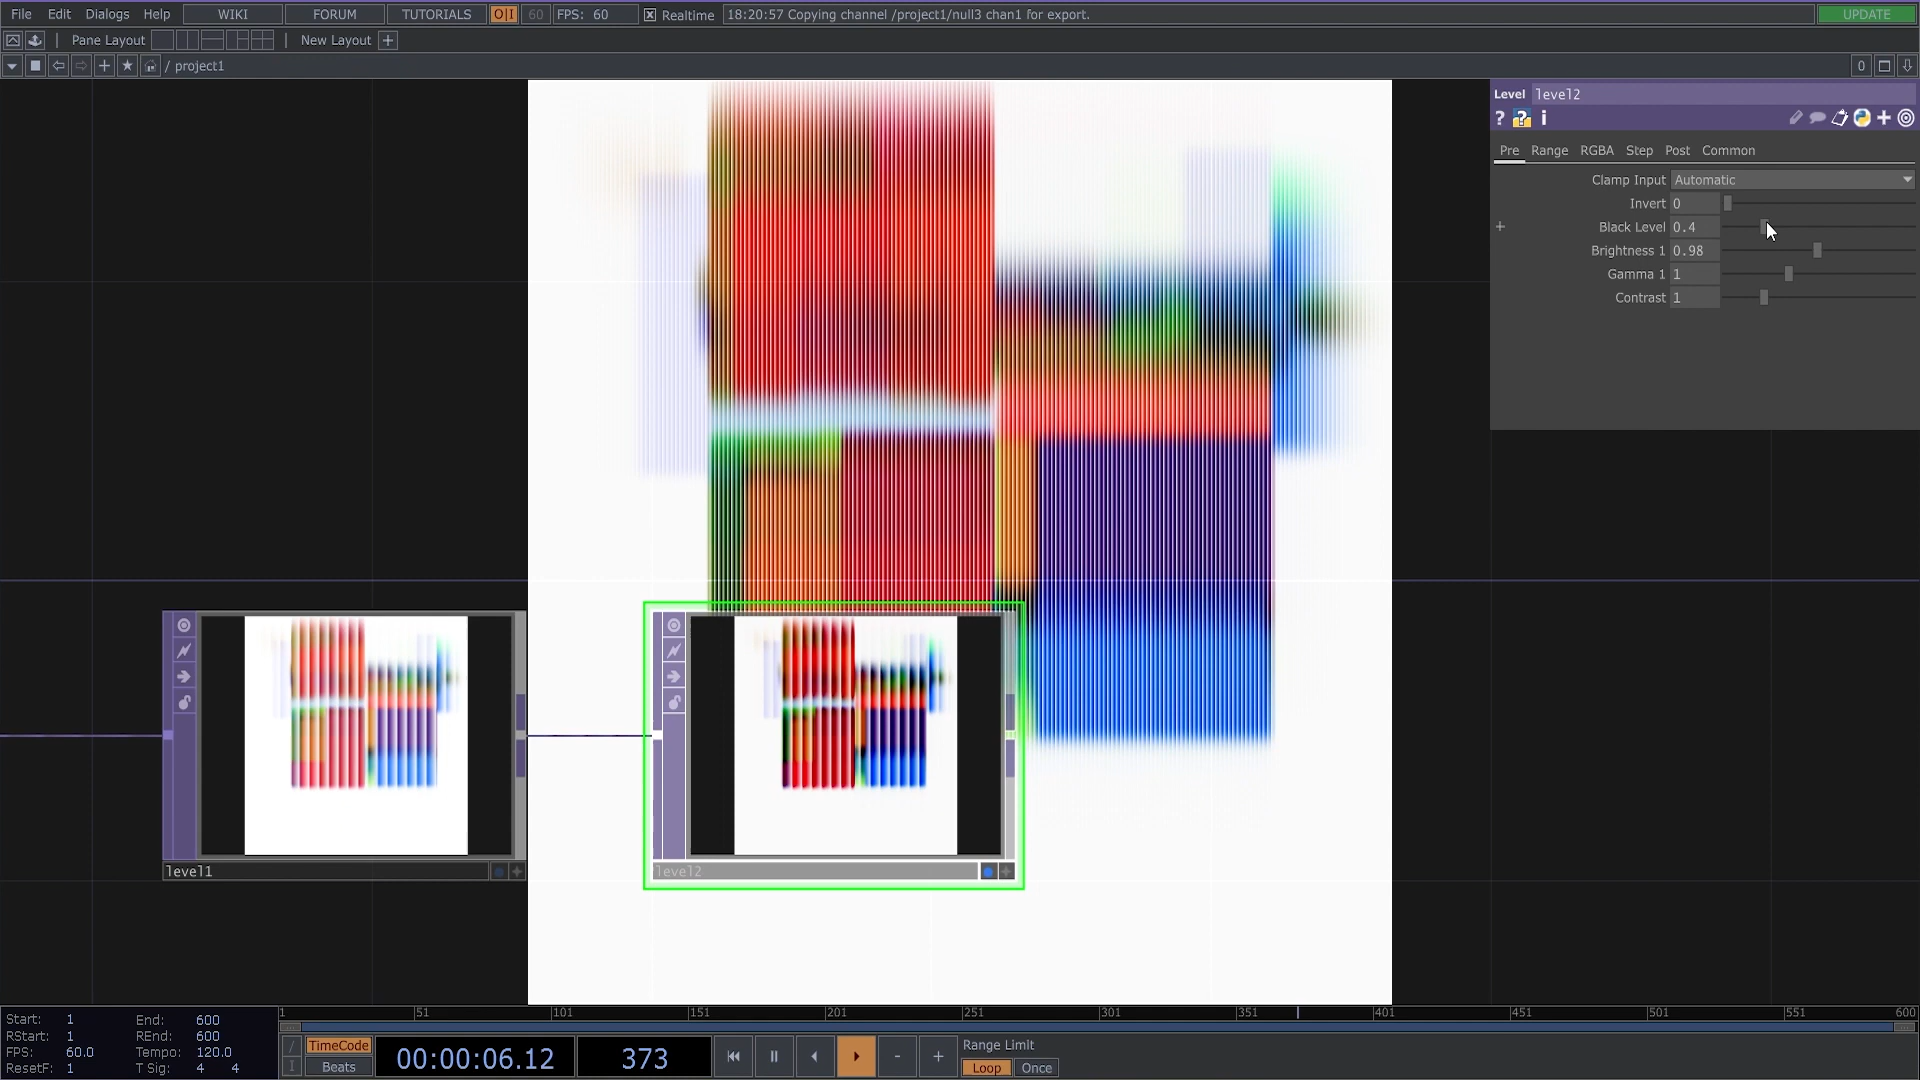 File Edit Dialogs Help WIKI FORUM TUTORIALS O|I 60 FPS: 60 Realtime 18:20:57 Copying channel /project1/null3 chan1 for export. UPDATE
Pane Layout New Layout +
/ project1 0
Level level2
? ? i
Pre Range RGBA Step Post Common
Clamp Input Automatic
Invert 0
+ Black Level 0.4
Brightness 1 0.98
Gamma 1 1
Contrast 1
level1
level2
1 51 101 151 201 251 301 351 401 451 501 551 600
Start: 1 End: 600
RStart: 1 REnd: 600
FPS: 60.0 Tempo: 120.0
ResetF: 1 T Sig: 4 4
TimeCode
Beats
00:00:06.12 373
- +
Range Limit
Loop Once